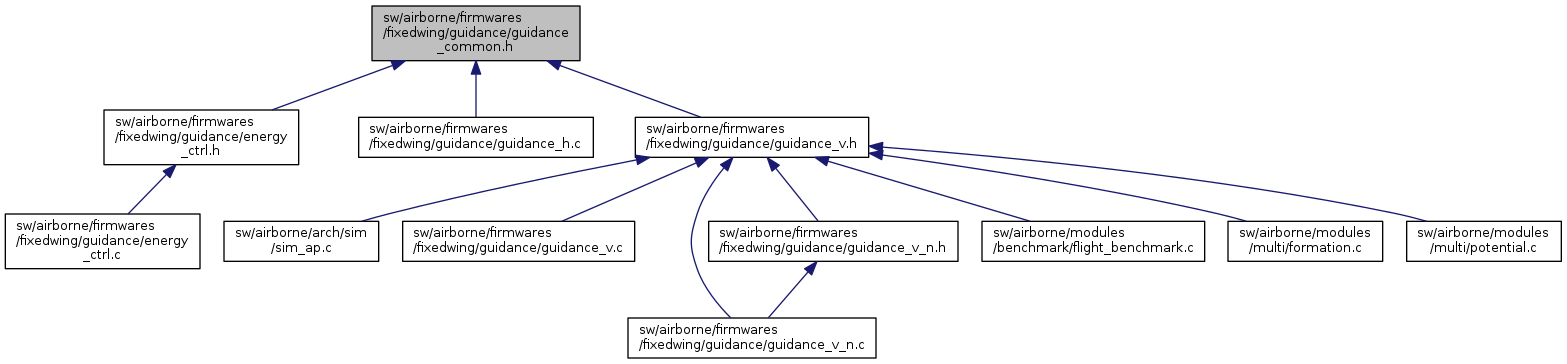 sw/airborne/firmwares
/fixedwing/guidance/guidance
_common.h
sw/airborne/firmwares
/fixedwing/guidance/energy
_ctrl.h
sw/airborne/firmwares
/fixedwing/guidance/guidance_h.c
sw/airborne/firmwares
/fixedwing/guidance/guidance_v.h
sw/airborne/firmwares
/fixedwing/guidance/energy
_ctrl.c
sw/airborne/arch/sim
/sim_ap.c
sw/airborne/firmwares
/fixedwing/guidance/guidance_v.c
sw/airborne/firmwares
/fixedwing/guidance/guidance_v_n.h
sw/airborne/modules
/benchmark/flight_benchmark.c
sw/airborne/modules
/multi/formation.c
sw/airborne/modules
/multi/potential.c
sw/airborne/firmwares
/fixedwing/guidance/guidance_v_n.c